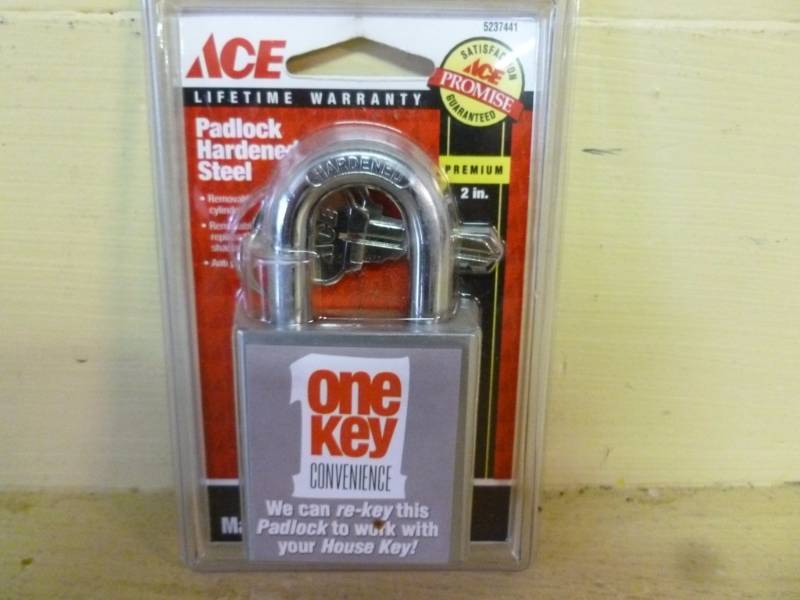 5237441
ACE
SATISFACTION
ACE
PROMISE
GUARANTEED
LIFETIME WARRANTY
Padlock
Hardened
Steel
HARDENED
PREMIUM
2 in.
ACE
one
key
CONVENIENCE
We can re-key this
Padlock to work with
your House Key!